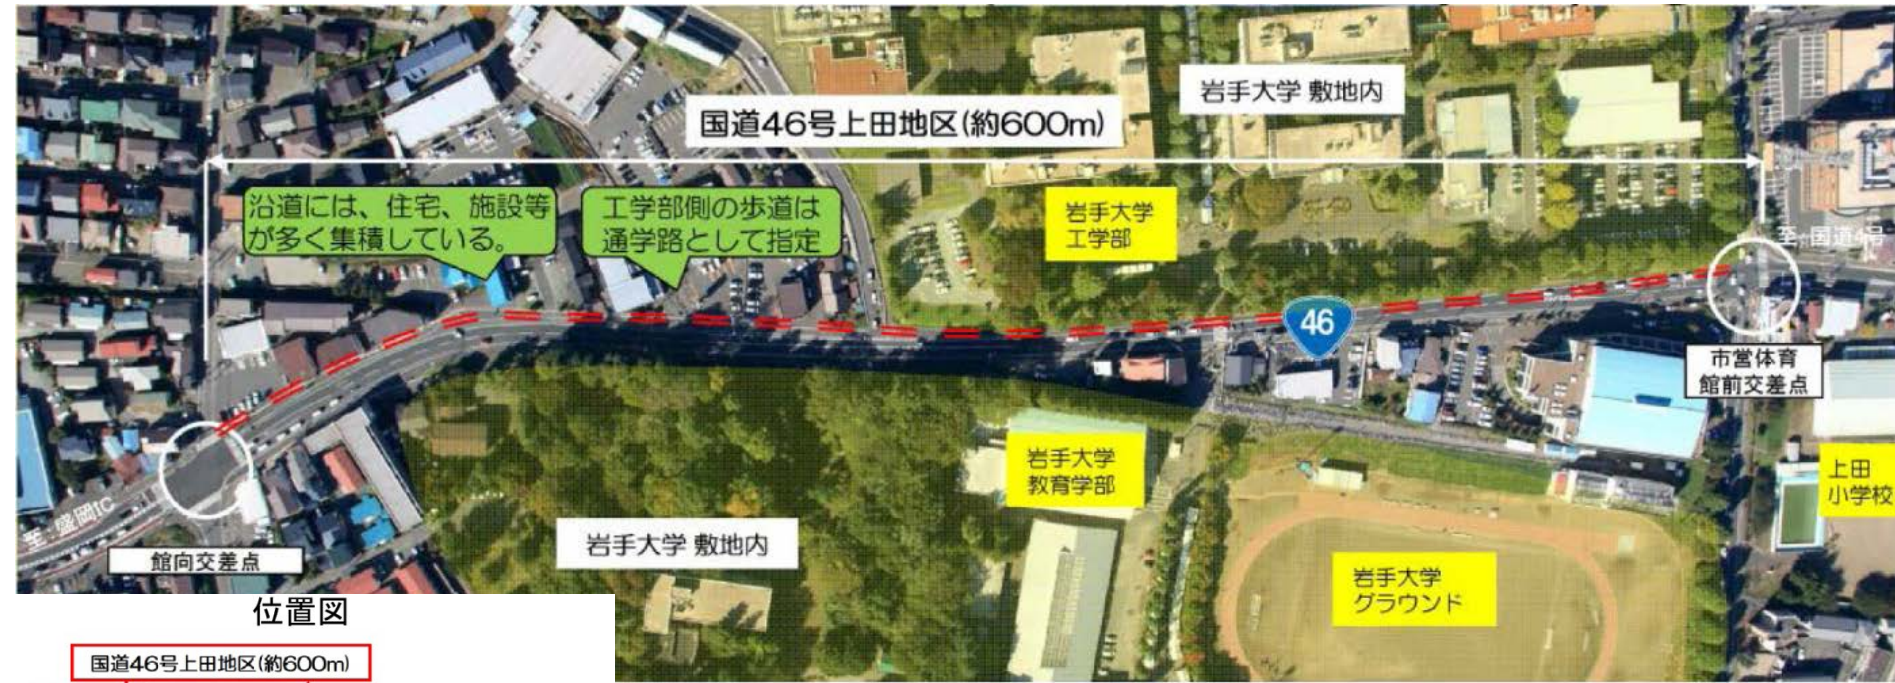 国道46号上田地区(約600m)
岩手大学 敷地内
沿道には、住宅、施設等
が多く集積している。
工学部側の歩道は
通学路として指定
岩手大学
工学部
至 国道4号
46
市営体育
館前交差点
岩手大学
教育学部
上田
小学校
至 盛岡IC
館向交差点
岩手大学 敷地内
岩手大学
グラウンド
位置図
国道46号上田地区(約600m)